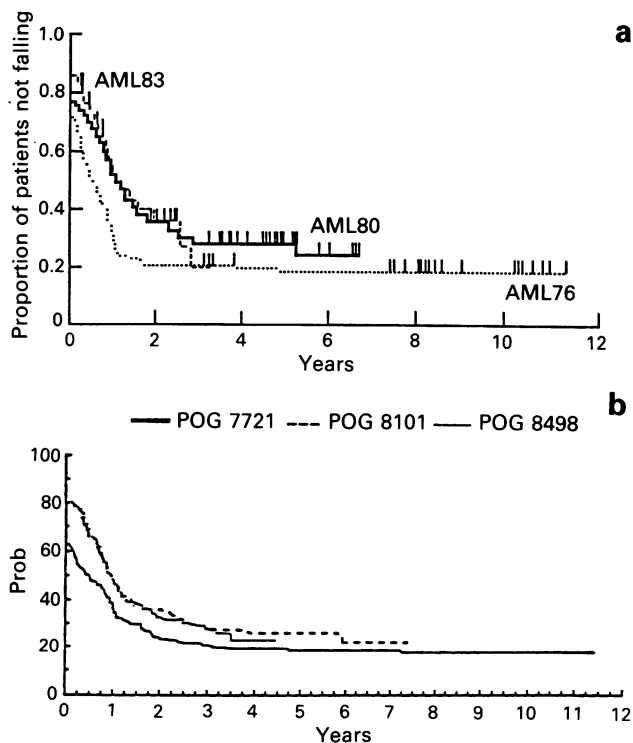 a
Proportion of patients not falling
1.0
0.8
0.6
0.4
0.2
0
AML83
AML80
AML76
0 2 4 6 8 10 12
Years
b
POG 7721 POG 8101 POG 8498
Prob
100
80
60
40
20
0
0 1 2 3 4 5 6 7 8 9 10 11 12
Years